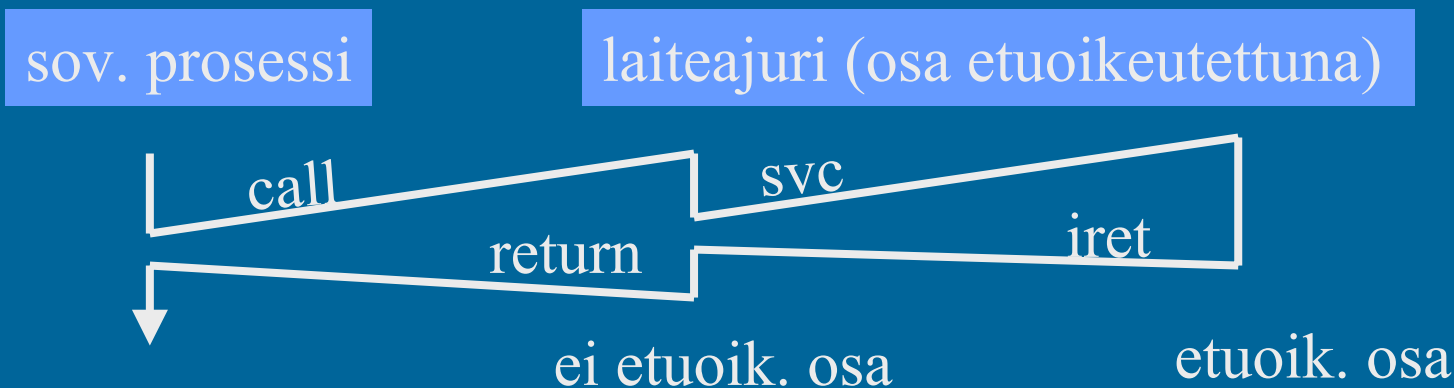 sov. prosessi
laiteajuri (osa etuoikeutettuna)
call
svc
return
iret
ei etuoik. osa
etuoik. osa